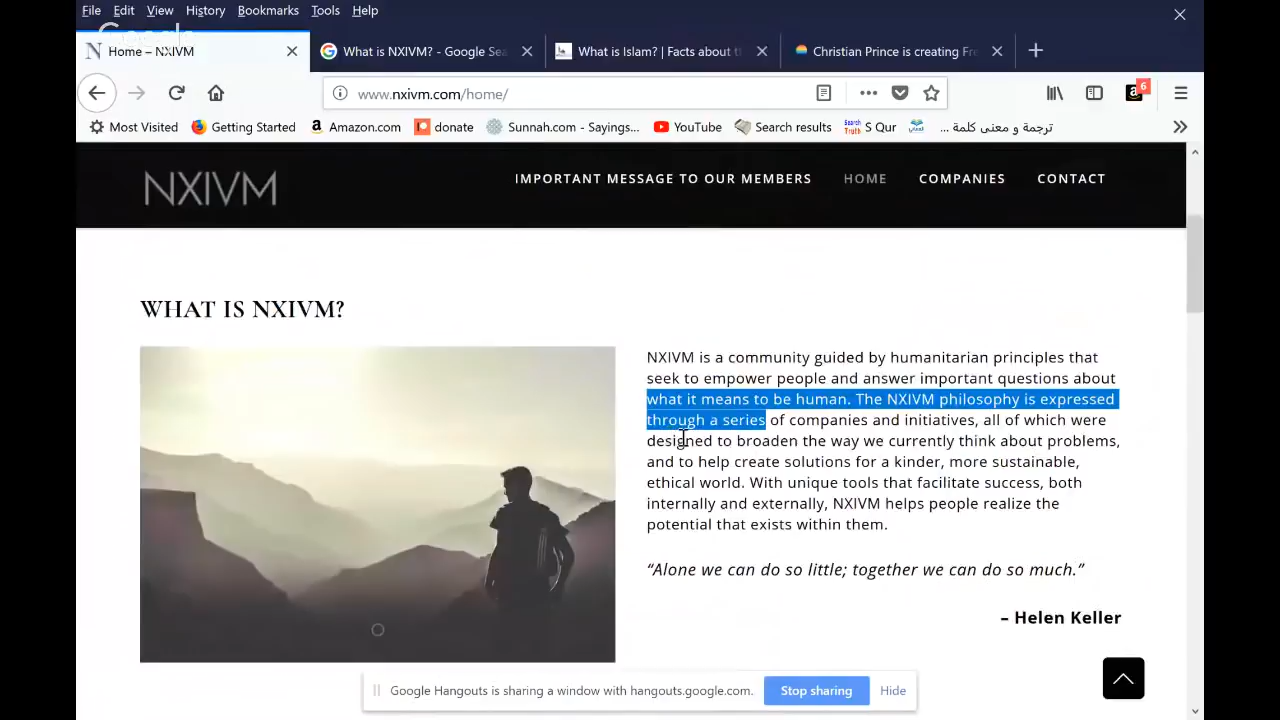 File Edit View History Bookmarks Tools Help
Google
Home – NXIVM
What is NXIVM? - Google Sea
What is Islam? | Facts about t
Christian Prince is creating Fre
www.nxivm.com/home/
6
Most Visited Getting Started Amazon.com donate Sunnah.com - Sayings,... YouTube Search results S Qur ترجمة و معنى كلمة ...
NXIVM
IMPORTANT MESSAGE TO OUR MEMBERS HOME COMPANIES CONTACT
WHAT IS NXIVM?
NXIVM is a community guided by humanitarian principles that
seek to empower people and answer important questions about
what it means to be human. The NXIVM philosophy is expressed
through a series of companies and initiatives, all of which were
designed to broaden the way we currently think about problems,
and to help create solutions for a kinder, more sustainable,
ethical world. With unique tools that facilitate success, both
internally and externally, NXIVM helps people realize the
potential that exists within them.
“Alone we can do so little; together we can do so much.”
– Helen Keller
Google Hangouts is sharing a window with hangouts.google.com. Stop sharing Hide